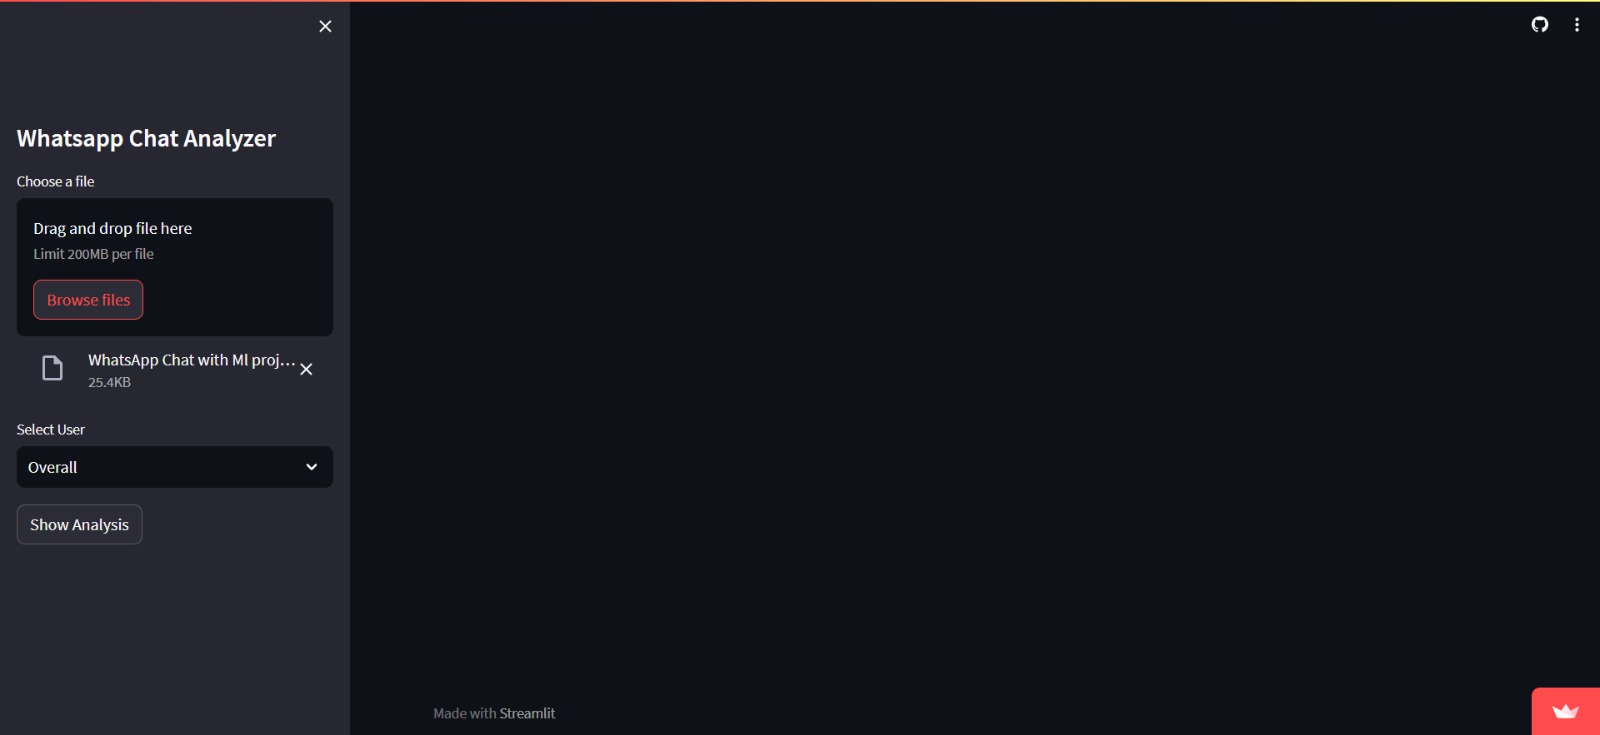 Whatsapp Chat Analyzer
Choose a file
Drag and drop file here
Limit 200MB per file
Browse files
WhatsApp Chat with Ml proj...
25.4KB
Select User
Overall
Show Analysis
Made with Streamlit